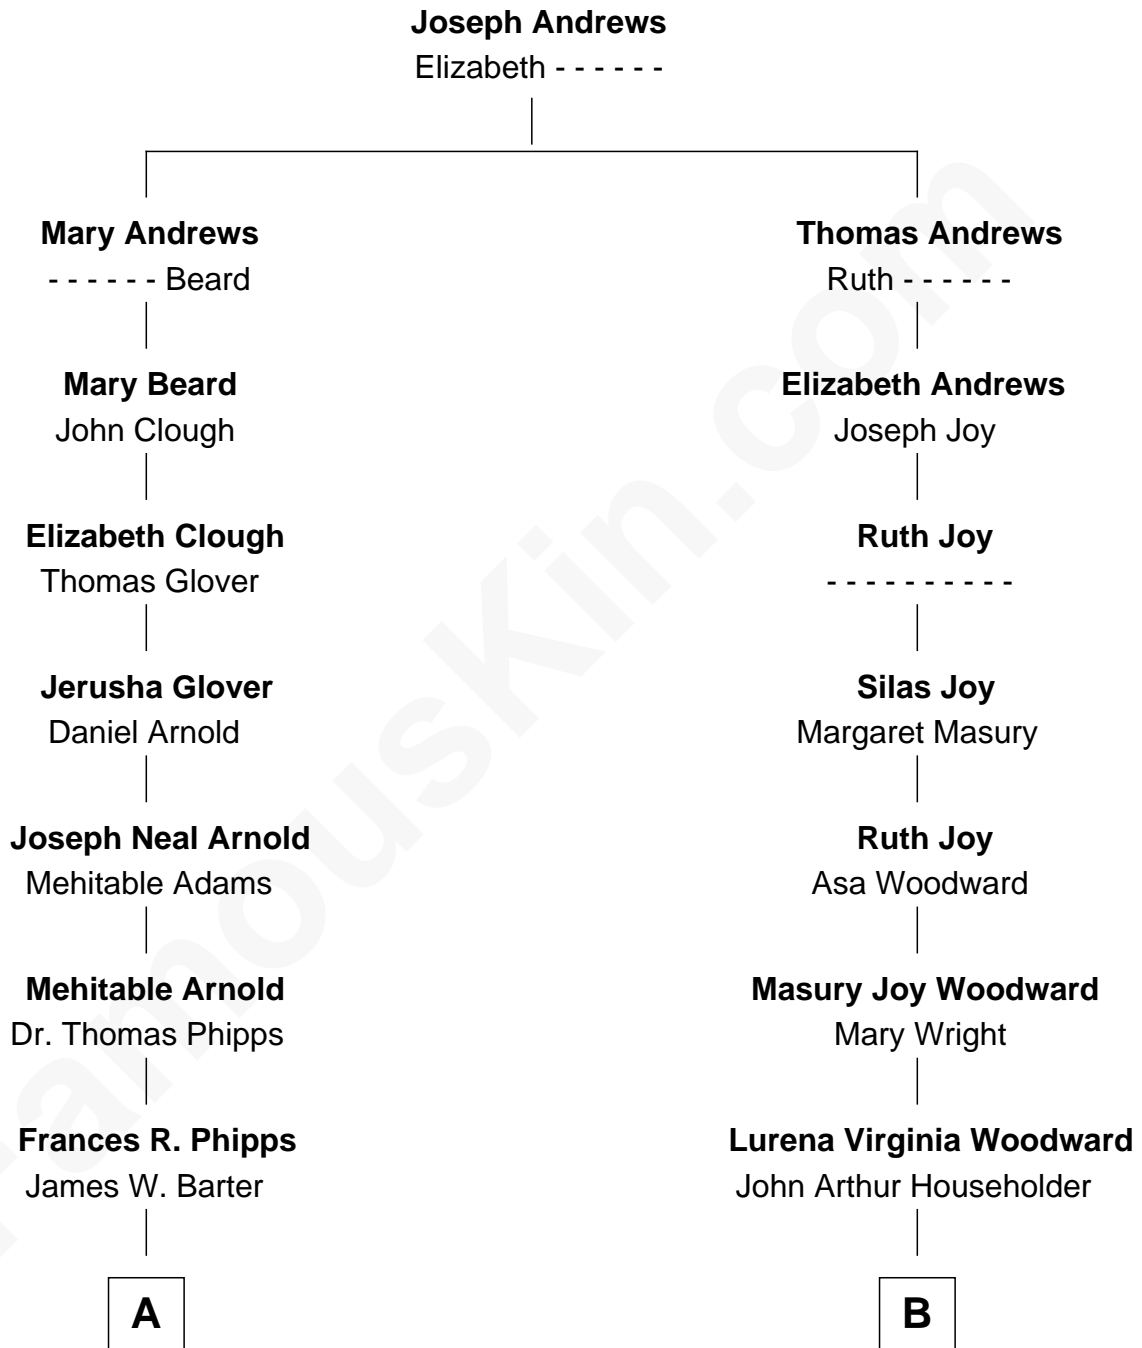 Joseph Andrews
Elizabeth - - - - - -
Mary Andrews
- - - - - - Beard
Mary Beard
John Clough
Elizabeth Clough
Thomas Glover
Jerusha Glover
Daniel Arnold
Joseph Neal Arnold
Mehitable Adams
Mehitable Arnold
Dr. Thomas Phipps
Frances R. Phipps
James W. Barter
A
Thomas Andrews
Ruth - - - - - -
Elizabeth Andrews
Joseph Joy
Ruth Joy
- - - - - - - - - -
Silas Joy
Margaret Masury
Ruth Joy
Asa Woodward
Masury Joy Woodward
Mary Wright
Lurena Virginia Woodward
John Arthur Householder
B
FamousKin.com